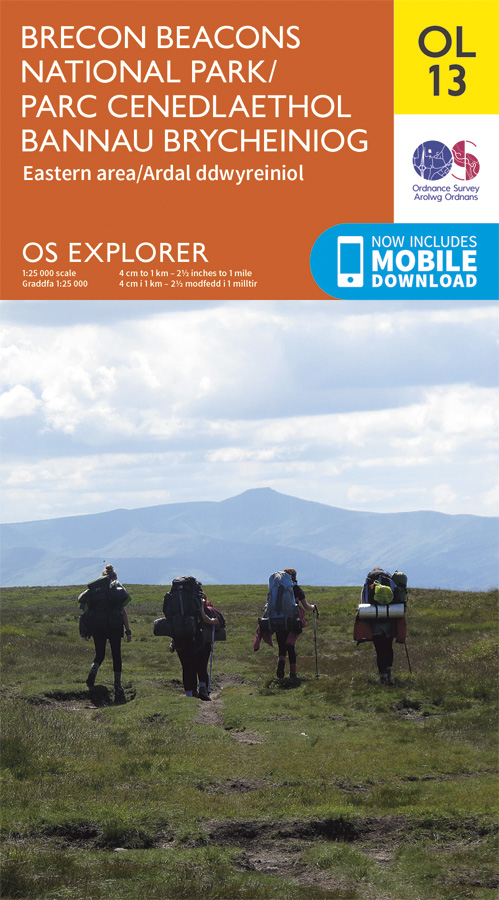 BRECON BEACONS
NATIONAL PARK/
PARC CENEDLAETHOL
BANNAU BRYCHEINIOG
Eastern area/Ardal ddwyreiniol
OL
13
OS
Ordnance Survey
Arolwg Ordnans
OS EXPLORER
1:25 000 scale
Graddfa 1:25 000
4 cm to 1 km – 2½ inches to 1 mile
4 cm i 1 km – 2½ modfedd i 1 milltir
NOW INCLUDES
MOBILE
DOWNLOAD